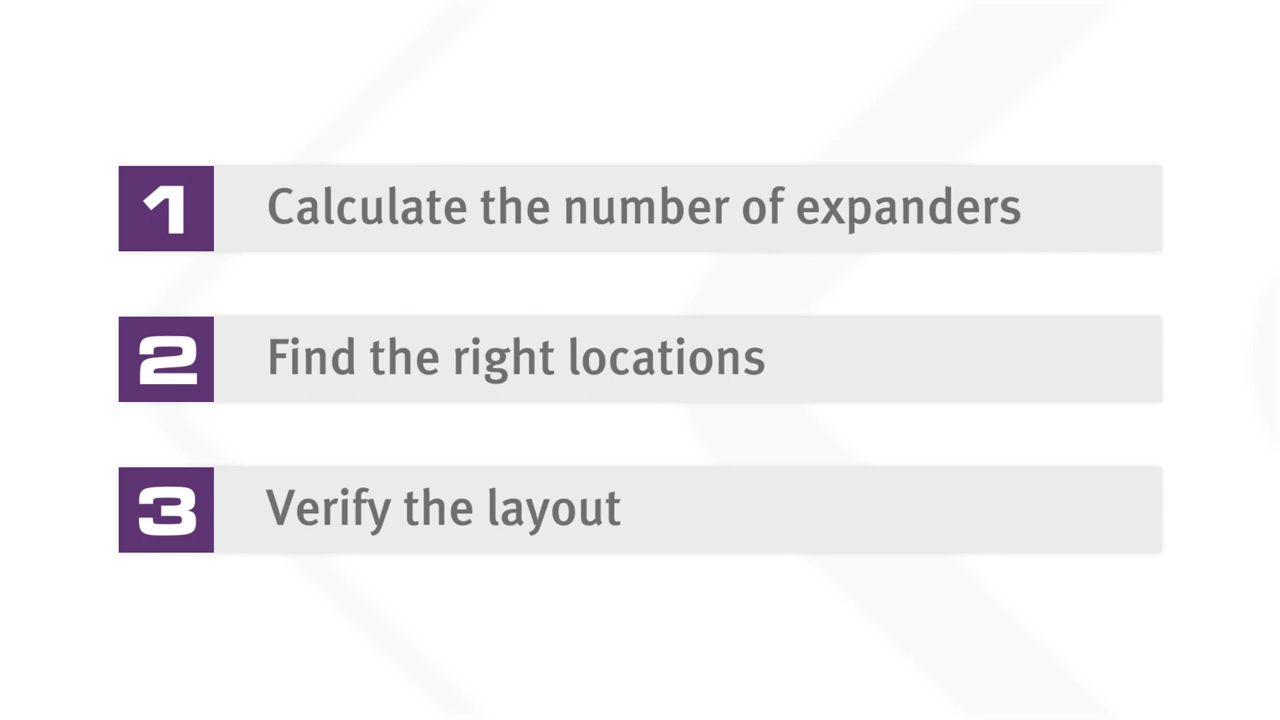 1 Calculate the number of expanders
2 Find the right locations
3 Verify the layout